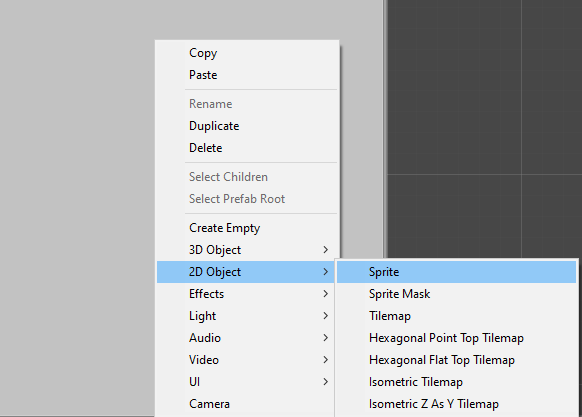 Copy
Paste
Rename
Duplicate
Delete
Select Children
Select Prefab Root
Create Empty
3D Object
2D Object
Effects
Light
Audio
Video
UI
Camera
Sprite
Sprite Mask
Tilemap
Hexagonal Point Top Tilemap
Hexagonal Flat Top Tilemap
Isometric Tilemap
Isometric Z As Y Tilemap